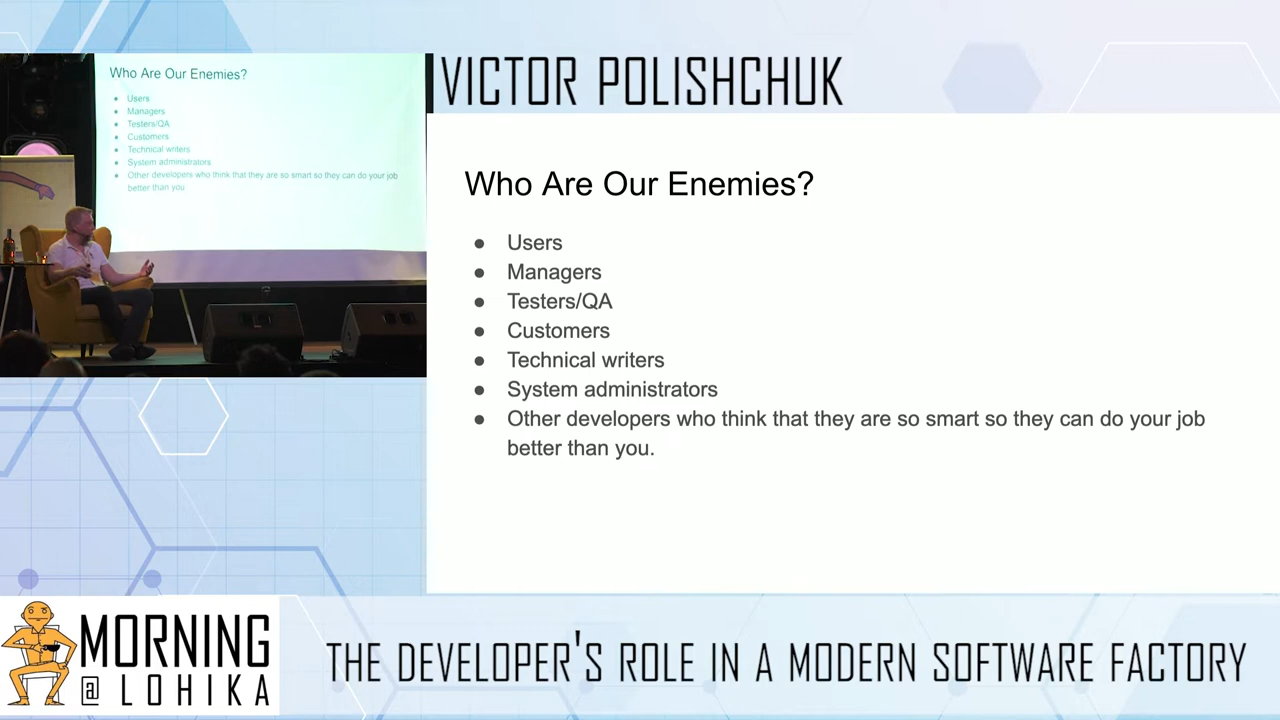 Who Are Our Enemies?
Users
Managers
Testers/QA
Customers
Technical writers
System administrators
Other developers who think that they are so smart so they can do your job
better than you
VICTOR POLISHCHUK
Who Are Our Enemies?
● Users
● Managers
● Testers/QA
● Customers
● Technical writers
● System administrators
● Other developers who think that they are so smart so they can do your job
better than you.
MORNING
@ LOHIKA
THE DEVELOPER'S ROLE IN A MODERN SOFTWARE FACTORY